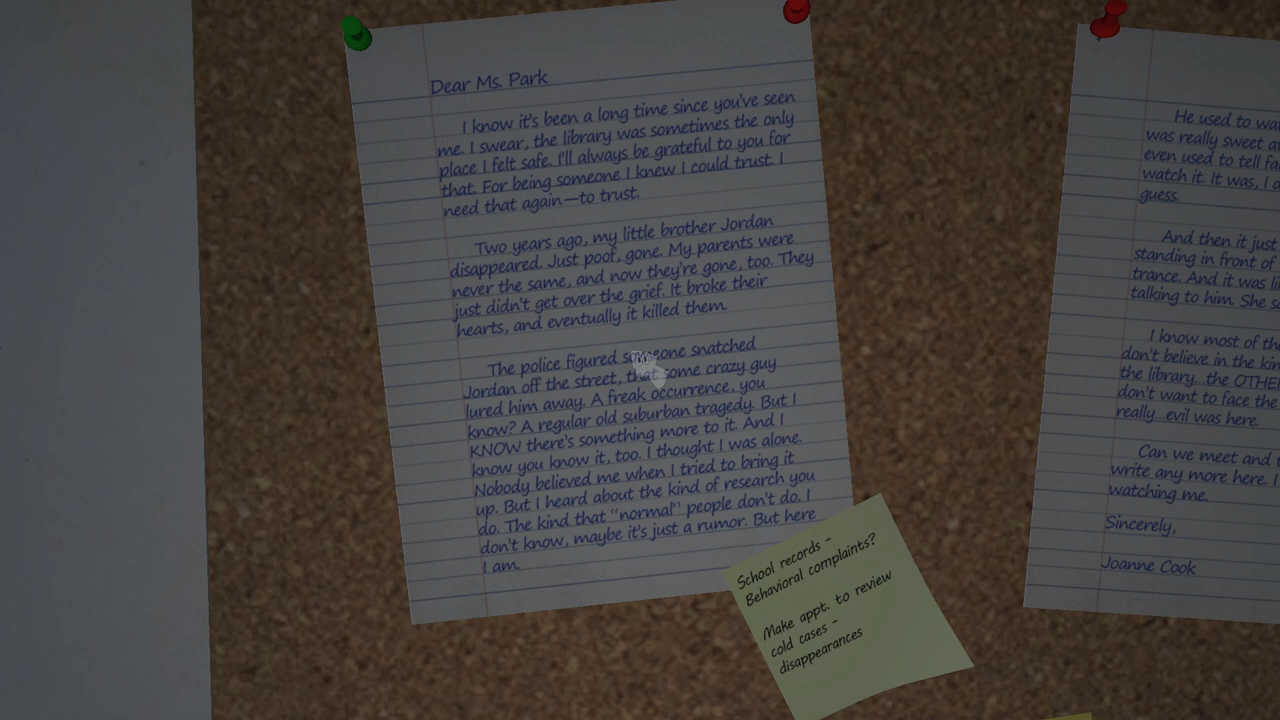 Dear Ms. Park
I know it's been a long time since you've seen
me. I swear, the library was sometimes the only
place I felt safe. I'll always be grateful to you for
that. For being someone I knew I could trust. I
need that again—to trust.
Two years ago, my little brother Jordan
disappeared. Just poof, gone. My parents were
never the same, and now they're gone, too. They
just didn't get over the grief. It broke their
hearts, and eventually it killed them.
The police figured someone snatched
Jordan off the street, that some crazy guy
lured him away. A freak occurrence, you
know? A regular old suburban tragedy. But I
KNOW there's something more to it. And I
know you know it, too. I thought I was alone.
Nobody believed me when I tried to bring it
up. But I heard about the kind of research you
do. The kind that "normal" people don't do. I
don't know, maybe it's just a rumor. But here
I am.
School records -
Behavioral complaints?
Make appt. to review
cold cases -
disappearances
He used to
was really sweet
even used to tell
watch it. It was, I
guess.
And then it just
standing in front of
trance. And it was
talking to him. She
I know most of
don't believe in the
the library...the OTHE
don't want to face the
really...evil was here.
Can we meet and
write any more here. I
watching me.
Sincerely,
Joanne Cook